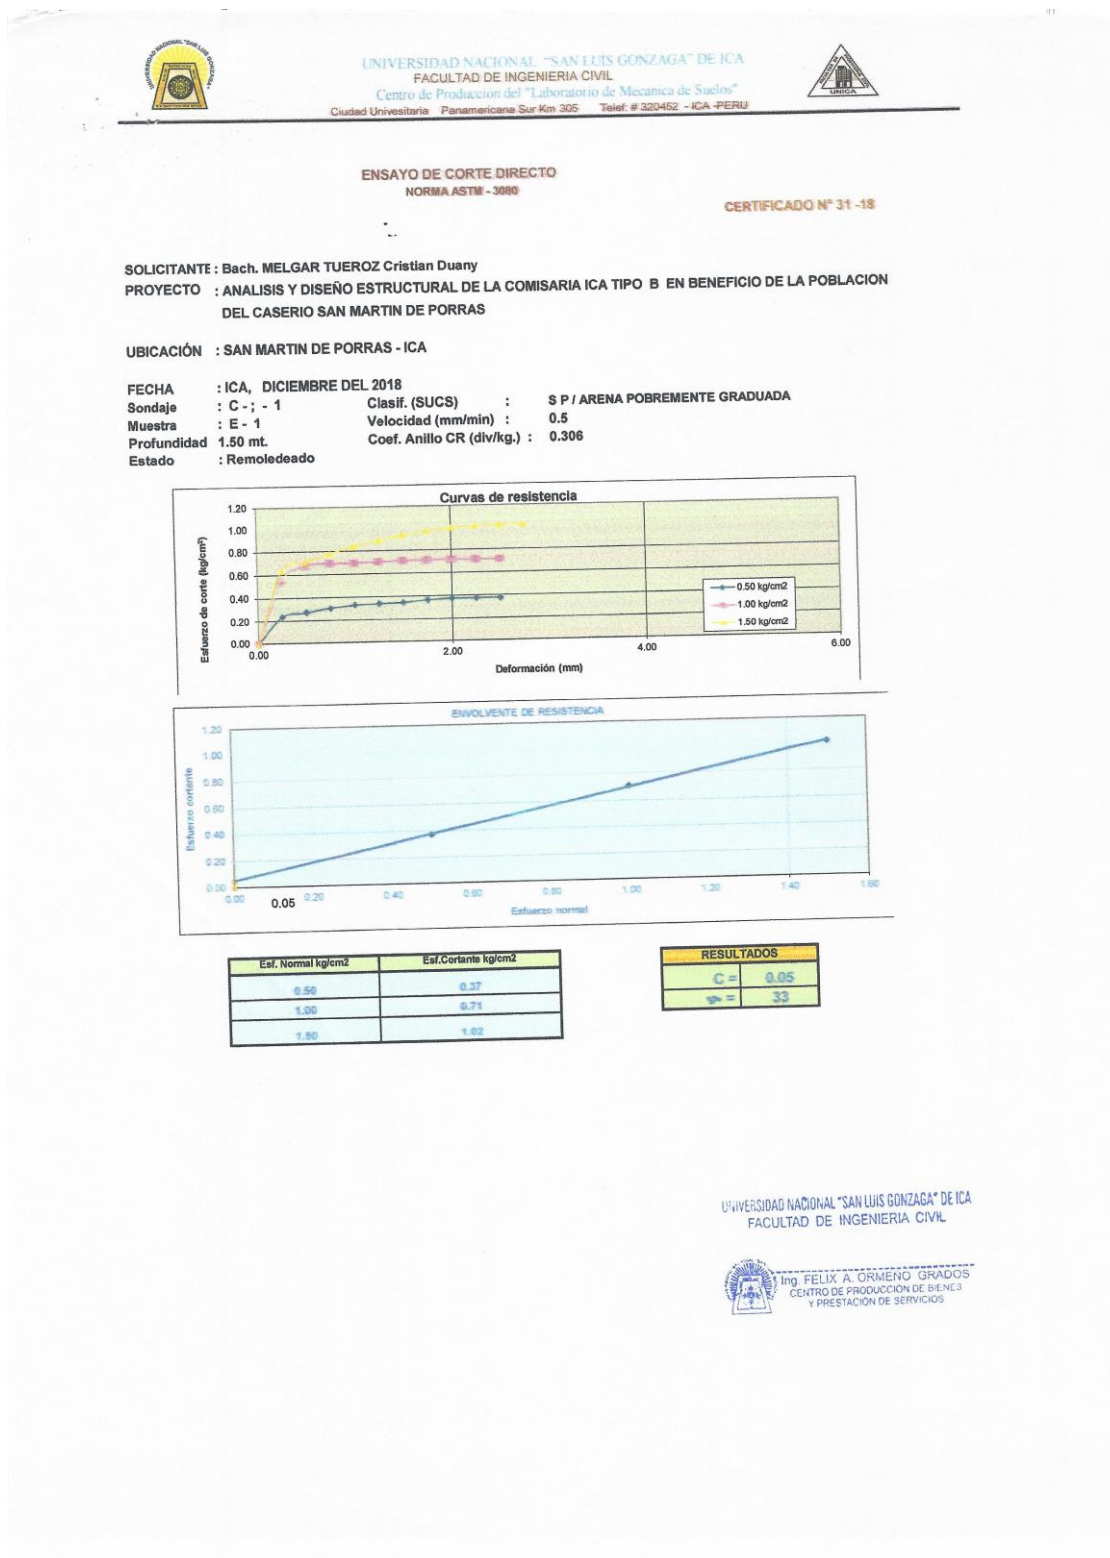 UNIVERSIDAD NACIONAL "SAN LUIS GONZAGA"
UNIVERSIDAD NACIONAL "SAN LUIS GONZAGA" DE ICA
FACULTAD DE INGENIERIA CIVIL
Centro de Producción del "Laboratorio de Mecanica de Suelos"
Ciudad Univesitaria Panamericana Sur Km 305 Telef: # 320452 - ICA -PERU
UNICA
ENSAYO DE CORTE DIRECTO
NORMA ASTM - 3080
CERTIFICADO N° 31 -18
SOLICITANTE : Bach. MELGAR TUEROZ Cristian Duany
PROYECTO : ANALISIS Y DISEÑO ESTRUCTURAL DE LA COMISARIA ICA TIPO B EN BENEFICIO DE LA POBLACION
DEL CASERIO SAN MARTIN DE PORRAS
UBICACIÓN : SAN MARTIN DE PORRAS - ICA
FECHA : ICA, DICIEMBRE DEL 2018
Sondaje : C - ; - 1 Clasif. (SUCS) : S P / ARENA POBREMENTE GRADUADA
Muestra : E - 1 Velocidad (mm/min) : 0.5
Profundidad 1.50 mt. Coef. Anillo CR (div/kg.) : 0.306
Estado : Remoledeado
Curvas de resistencia
Esfuerzo de corte (kg/cm²)
1.20
1.00
0.80
0.60
0.40
0.20
0.00
0.00 2.00 4.00 6.00
Deformación (mm)
0.50 kg/cm2
1.00 kg/cm2
1.50 kg/cm2
ENVOLVENTE DE RESISTENCIA
Esfuerzo cortante
1.20
1.00
0.80
0.60
0.40
0.20
0.00
0.00 0.05 0.20 0.40 0.60 0.80 1.00 1.20 1.40 1.60
Esfuerzo normal
Esf. Normal kg/cm2 Esf.Cortante kg/cm2
0.50 0.37
1.00 0.71
1.50 1.02
RESULTADOS
C = 0.05
φ = 33
UNIVERSIDAD NACIONAL "SAN LUIS GONZAGA" DE ICA
FACULTAD DE INGENIERIA CIVIL
Ing. FELIX A. ORMEÑO GRADOS
CENTRO DE PRODUCCIÓN DE BIENES
Y PRESTACIÓN DE SERVICIOS